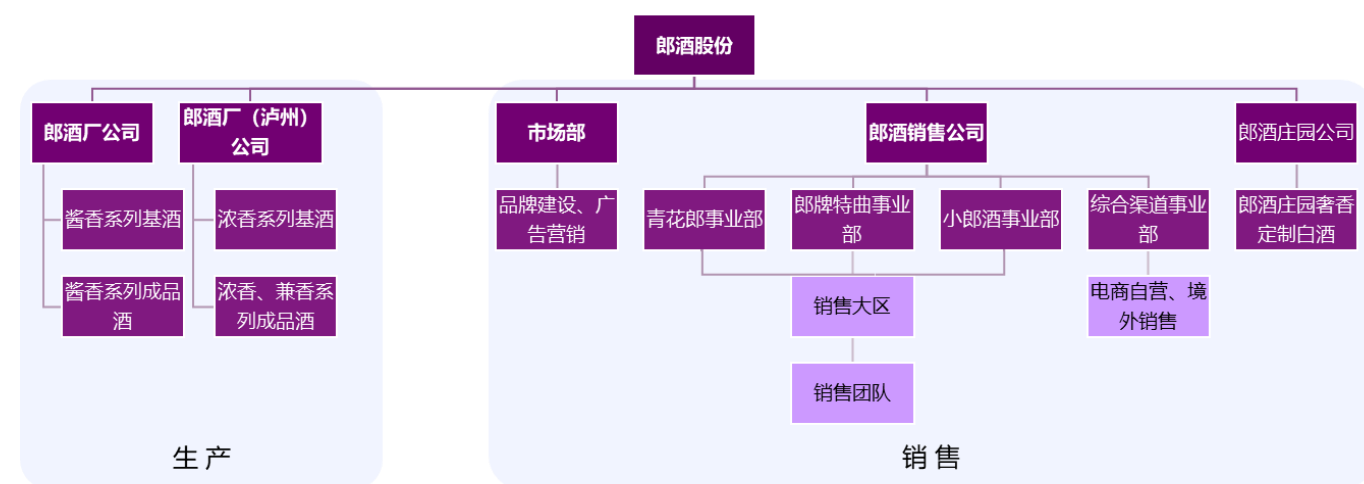 郎酒股份
郎酒厂公司
郎酒厂（泸州）
公司
市场部
郎酒销售公司
郎酒庄园公司
酱香系列基酒
浓香系列基酒
品牌建设、广
告营销
青花郎事业部
郎牌特曲事业
部
小郎酒事业部
综合渠道事业
部
郎酒庄园奢香
定制白酒
酱香系列成品
酒
浓香、兼香系
列成品酒
销售大区
电商自营、境
外销售
销售团队
生产
销售